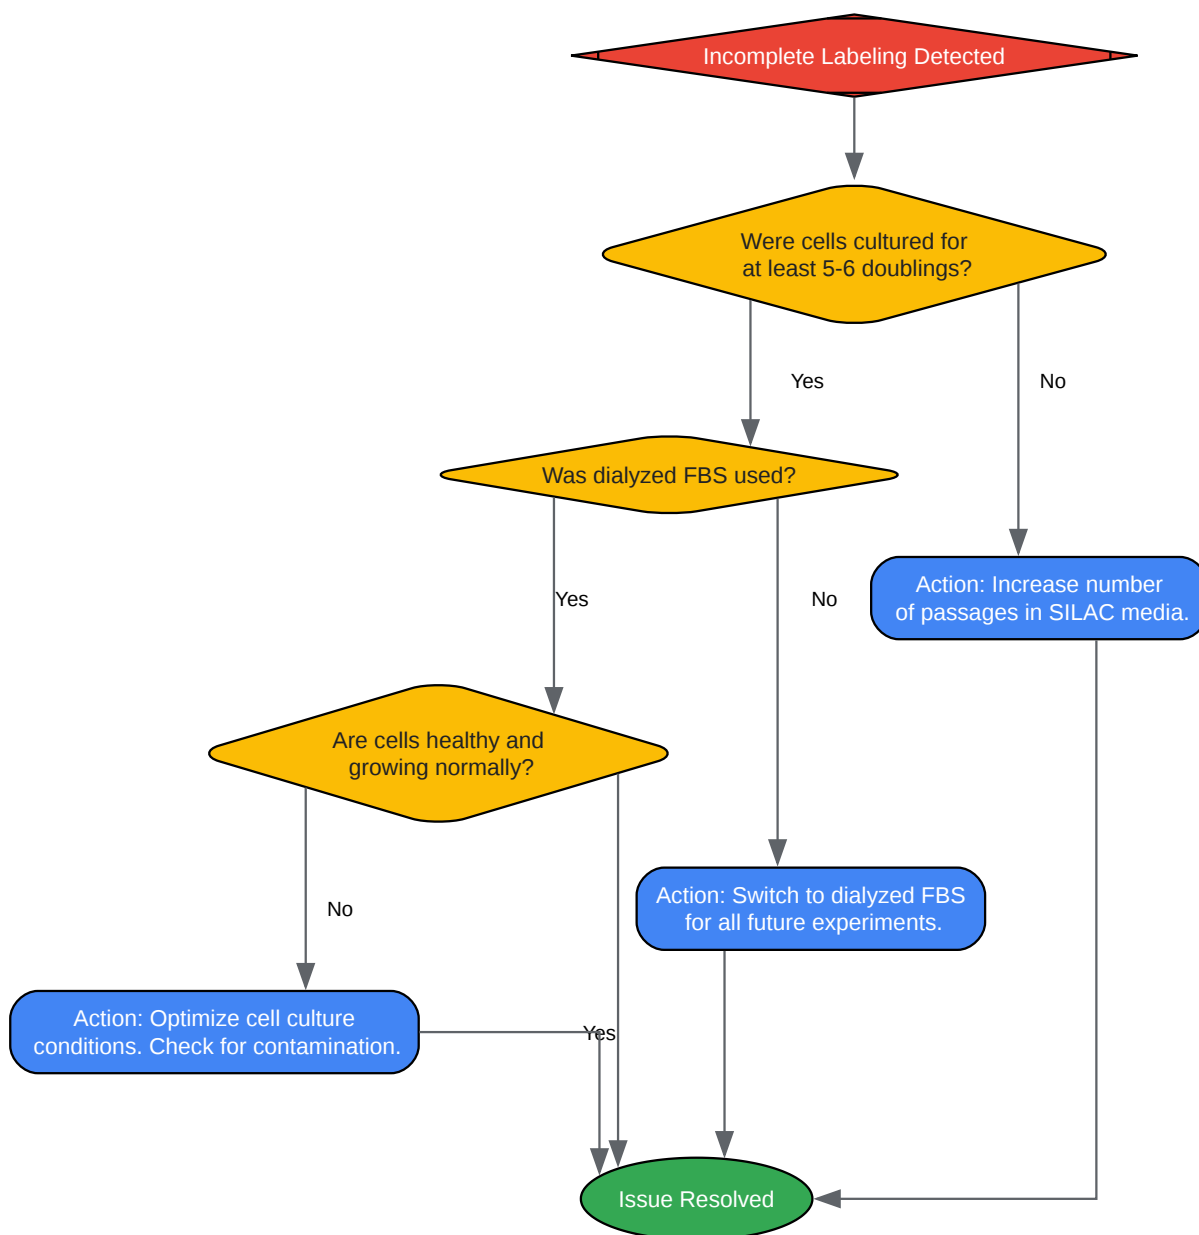 Incomplete Labeling Detected
Were cells cultured for
at least 5-6 doublings?
Yes
No
Was dialyzed FBS used?
Action: Increase number
of passages in SILAC media.
Yes
No
Are cells healthy and
growing normally?
Action: Switch to dialyzed FBS
for all future experiments.
No
Action: Optimize cell culture
conditions. Check for contamination.
Yes
Issue Resolved